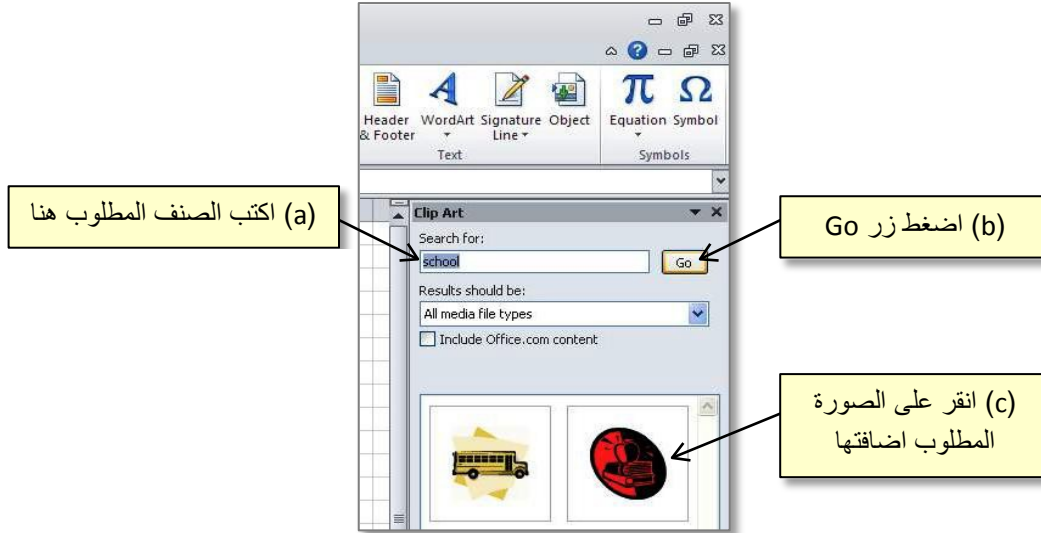 Header & Footer
WordArt
Signature Line
Object
Equation
Symbol
Text
Symbols
(a) اكتب الصنف المطلوب هنا
Clip Art
Search for:
school
Go
(b) اضغط زر Go
Results should be:
All media file types
Include Office.com content
(c) انقر على الصورة
المطلوب اضافتها